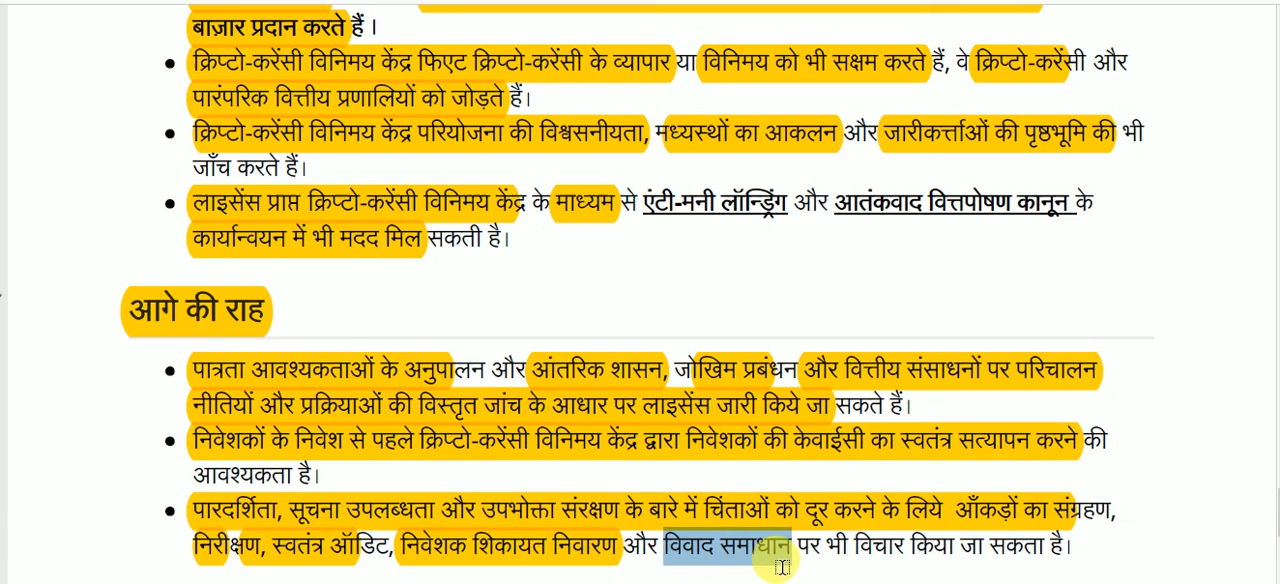 बाज़ार प्रदान करते हैं ।
• क्रिप्टो-करेंसी विनिमय केंद्र फिएट क्रिप्टो-करेंसी के व्यापार या विनिमय को भी सक्षम करते हैं, वे क्रिप्टो-करेंसी और
पारंपरिक वित्तीय प्रणालियों को जोड़ते हैं।
• क्रिप्टो-करेंसी विनिमय केंद्र परियोजना की विश्वसनीयता, मध्यस्थों का आकलन और जारीकर्त्ताओं की पृष्ठभूमि की भी
जाँच करते हैं।
• लाइसेंस प्राप्त क्रिप्टो-करेंसी विनिमय केंद्र के माध्यम से एंटी-मनी लॉन्ड्रिंग और आतंकवाद वित्तपोषण कानून के
कार्यान्वयन में भी मदद मिल सकती है।
आगे की राह
• पात्रता आवश्यकताओं के अनुपालन और आंतरिक शासन, जोखिम प्रबंधन और वित्तीय संसाधनों पर परिचालन
नीतियों और प्रक्रियाओं की विस्तृत जांच के आधार पर लाइसेंस जारी किये जा सकते हैं।
• निवेशकों के निवेश से पहले क्रिप्टो-करेंसी विनिमय केंद्र द्वारा निवेशकों की केवाईसी का स्वतंत्र सत्यापन करने की
आवश्यकता है।
• पारदर्शिता, सूचना उपलब्धता और उपभोक्ता संरक्षण के बारे में चिंताओं को दूर करने के लिये आँकड़ों का संग्रहण,
निरीक्षण, स्वतंत्र ऑडिट, निवेशक शिकायत निवारण और विवाद समाधान पर भी विचार किया जा सकता है।